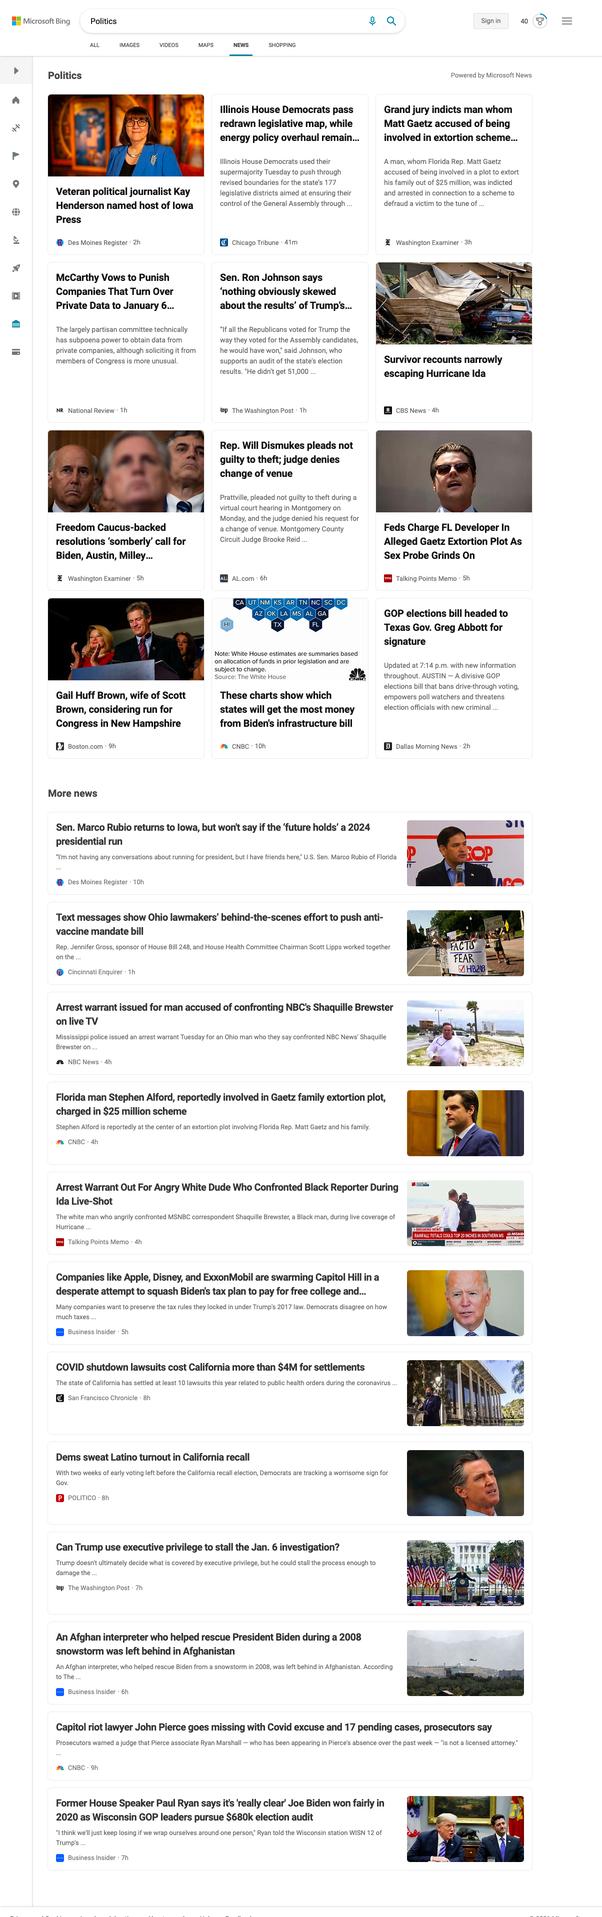 Microsoft Bing
Politics
Sign in
40
ALL
IMAGES
VIDEOS
MAPS
NEWS
SHOPPING
Politics
Powered by Microsoft News
Veteran political journalist Kay
Henderson named host of Iowa
Press
Des Moines Register · 2h
Illinois House Democrats pass
redrawn legislative map, while
energy policy overhaul remain...
Illinois House Democrats used their
supermajority Tuesday to push through
revised boundaries for the state's 177
legislative districts aimed at ensuring their
control of the General Assembly through ...
Chicago Tribune · 41m
Grand jury indicts man whom
Matt Gaetz accused of being
involved in extortion scheme...
A man, whom Florida Rep. Matt Gaetz
accused of being involved in a plot to extort
his family out of $25 million, was indicted
and arrested in connection to a scheme to
defraud a victim to the tune of ...
Washington Examiner · 3h
McCarthy Vows to Punish
Companies That Turn Over
Private Data to January 6...
The largely partisan committee technically
has subpoena power to obtain data from
private companies, although soliciting it from
members of Congress is more unusual.
NR National Review · 1h
Sen. Ron Johnson says
‘nothing obviously skewed
about the results’ of Trump’s...
"If all the Republicans voted for Trump the
way they voted for the Assembly candidates,
he would have won," said Johnson, who
supports an audit of the state's election
results. "He didn't get 51,000 ...
wp The Washington Post · 1h
Survivor recounts narrowly
escaping Hurricane Ida
CBS News · 4h
Freedom Caucus-backed
resolutions ‘somberly’ call for
Biden, Austin, Milley...
Washington Examiner · 5h
Rep. Will Dismukes pleads not
guilty to theft; judge denies
change of venue
Prattville, pleaded not guilty to theft during a
virtual court hearing in Montgomery on
Monday, and the judge denied his request for
a change of venue. Montgomery County
Circuit Judge Brooke Reid ...
AL. AL.com · 6h
Feds Charge FL Developer In
Alleged Gaetz Extortion Plot As
Sex Probe Grinds On
Talking Points Memo · 5h
Gail Huff Brown, wife of Scott
Brown, considering run for
Congress in New Hampshire
Boston.com · 9h
CA UT NM KS AR TN NC SC DC
AZ OK LA MS AL GA
HI TX FL
Note: White House estimates are summaries based
on allocation of funds in prior legislation and are
subject to change.
Source: The White House
CNBC
These charts show which
states will get the most money
from Biden's infrastructure bill
CNBC · 10h
GOP elections bill headed to
Texas Gov. Greg Abbott for
signature
Updated at 7:14 p.m. with new information
throughout. AUSTIN — A divisive GOP
elections bill that bans drive-through voting,
empowers poll watchers and threatens
election officials with new criminal ...
Dallas Morning News · 2h
More news
Sen. Marco Rubio returns to Iowa, but won't say if the ‘future holds’ a 2024
presidential run
"I'm not having any conversations about running for president, but I have friends here," U.S. Sen. Marco Rubio of Florida
...
Des Moines Register · 10h
GOP
Text messages show Ohio lawmakers’ behind-the-scenes effort to push anti-
vaccine mandate bill
Rep. Jennifer Gross, sponsor of House Bill 248, and House Health Committee Chairman Scott Lipps worked together
on the ...
Cincinnati Enquirer · 1h
FACTS
FEAR
HB248
Arrest warrant issued for man accused of confronting NBC's Shaquille Brewster
on live TV
Mississippi police issued an arrest warrant Tuesday for an Ohio man who they say confronted NBC News' Shaquille
Brewster on ...
NBC News · 4h
Florida man Stephen Alford, reportedly involved in Gaetz family extortion plot,
charged in $25 million scheme
Stephen Alford is reportedly at the center of an extortion plot involving Florida Rep. Matt Gaetz and his family.
CNBC · 4h
Arrest Warrant Out For Angry White Dude Who Confronted Black Reporter During
Ida Live-Shot
The white man who angrily confronted MSNBC correspondent Shaquille Brewster, a Black man, during live coverage of
Hurricane ...
Talking Points Memo · 4h
RAINFALL TOTALS COULD TOP 20 INCHES IN SOUTHERN MS
Companies like Apple, Disney, and ExxonMobil are swarming Capitol Hill in a
desperate attempt to squash Biden's tax plan to pay for free college and...
Many companies want to preserve the tax rules they locked in under Trump's 2017 law. Democrats disagree on how
much taxes ...
Business Insider · 5h
COVID shutdown lawsuits cost California more than $4M for settlements
The state of California has settled at least 10 lawsuits this year related to public health orders during the coronavirus ...
San Francisco Chronicle · 8h
Dems sweat Latino turnout in California recall
With two weeks of early voting left before the California recall election, Democrats are tracking a worrisome sign for
Gov.
POLITICO · 8h
Can Trump use executive privilege to stall the Jan. 6 investigation?
Trump doesn't ultimately decide what is covered by executive privilege, but he could stall the process enough to
damage the ...
wp The Washington Post · 7h
An Afghan interpreter who helped rescue President Biden during a 2008
snowstorm was left behind in Afghanistan
An Afghan interpreter, who helped rescue Biden from a snowstorm in 2008, was left behind in Afghanistan. According
to The ...
Business Insider · 6h
Capitol riot lawyer John Pierce goes missing with Covid excuse and 17 pending cases, prosecutors say
Prosecutors warned a judge that Pierce associate Ryan Marshall — who has been appearing in Pierce's absence over the past week — "is not a licensed attorney."
...
CNBC · 9h
Former House Speaker Paul Ryan says it's 'really clear' Joe Biden won fairly in
2020 as Wisconsin GOP leaders pursue $680k election audit
"I think we'll just keep losing if we wrap ourselves around one person," Ryan told the Wisconsin station WISN 12 of
Trump's ...
Business Insider · 7h